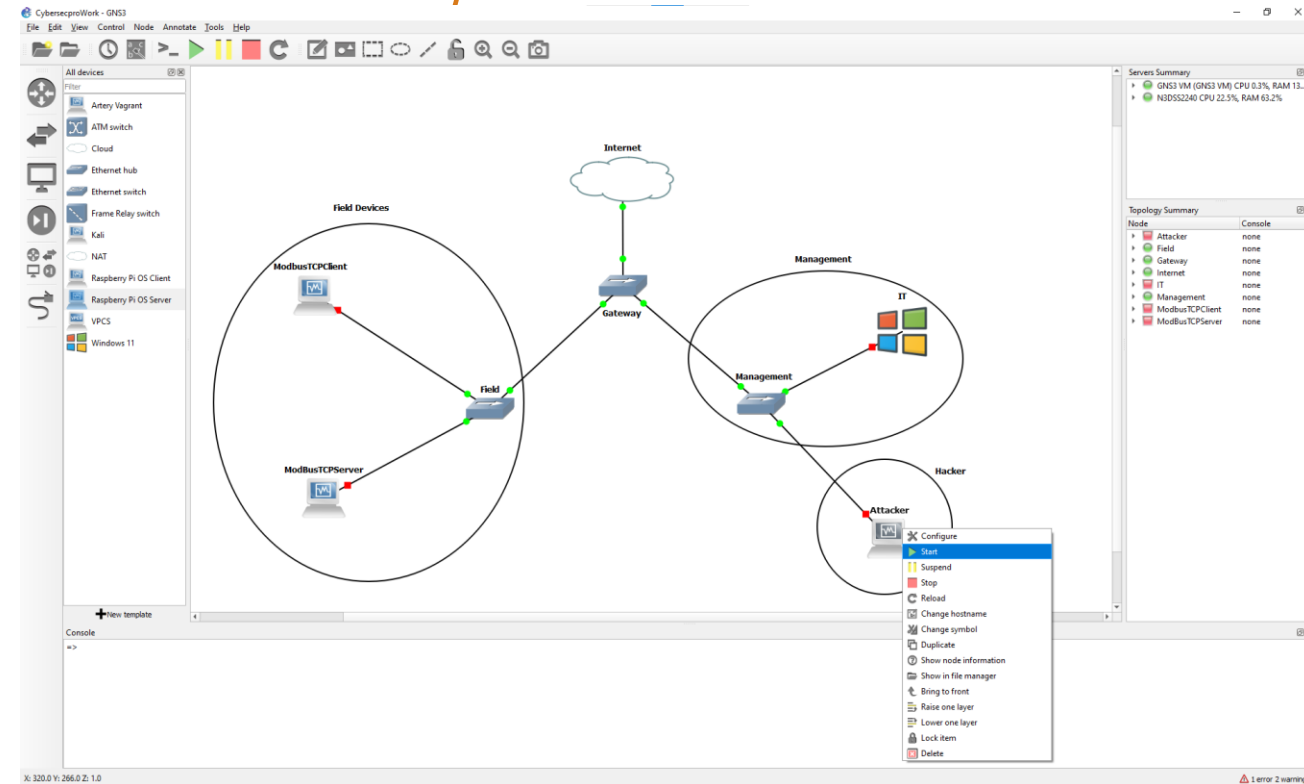 CybersecproWork - GNS3
File Edit View Control Node Annotate Tools Help
All devices
Filter
Artery Vagrant
ATM switch
Cloud
Ethernet hub
Ethernet switch
Frame Relay switch
Kali
NAT
Raspberry Pi OS Client
Raspberry Pi OS Server
VPCS
Windows 11
New template
Internet
Field Devices
ModbusTCPClient
Gateway
Management
IT
Field
Management
ModBusTCPServer
Hacker
Attacker
Configure
Start
Suspend
Stop
Reload
Change hostname
Change symbol
Duplicate
Show node information
Show in file manager
Bring to front
Raise one layer
Lower one layer
Lock item
Delete
Servers Summary
GNS3 VM (GNS3 VM) CPU 0.3%, RAM 13...
N3DSS2240 CPU 22.5%, RAM 63.2%
Topology Summary
Node Console
Attacker none
Field none
Gateway none
Internet none
IT none
Management none
ModbusTCPClient none
ModBusTCPServer none
Console
=>
X: 320.0 Y: 266.0 Z: 1.0
1 error 2 warning